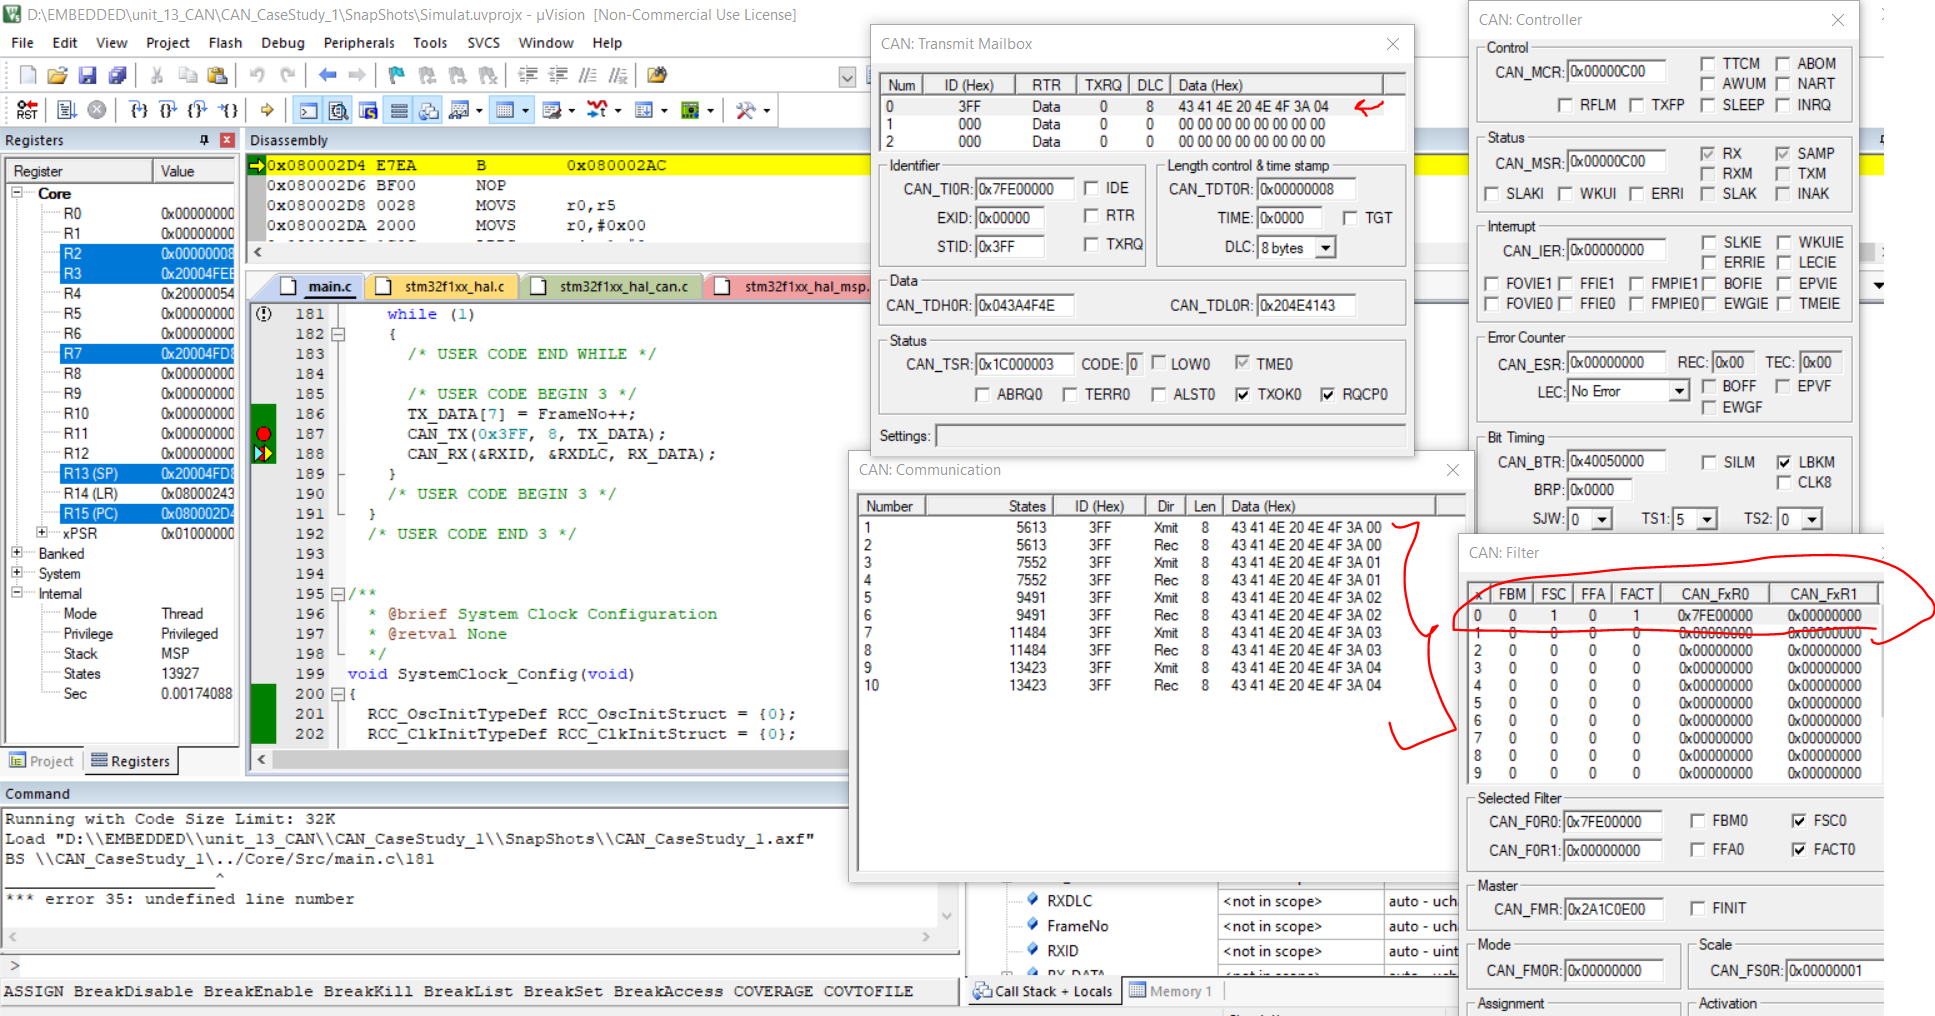 D:\EMBEDDED\unit_13_CAN\CAN_CaseStudy_1\SnapShots\Simulat.uvprojx - µVision [Non-Commercial Use License]
File Edit View Project Flash Debug Peripherals Tools SVCS Window Help
Registers
Register Value
Core
R0 0x00000000
R1 0x00000000
R2 0x00000008
R3 0x20004FEE
R4 0x20000054
R5 0x00000000
R6 0x00000000
R7 0x20004FD8
R8 0x00000000
R9 0x00000000
R10 0x00000000
R11 0x00000000
R12 0x00000000
R13 (SP) 0x20004FD8
R14 (LR) 0x08000243
R15 (PC) 0x080002D4
xPSR 0x01000000
Banked
System
Internal
Mode Thread
Privilege Privileged
Stack MSP
States 13927
Sec 0.00174088
Project Registers
Disassembly
0x080002D4 E7EA B 0x080002AC
0x080002D6 BF00 NOP
0x080002D8 0028 MOVS r0,r5
0x080002DA 2000 MOVS r0,#0x00
main.c stm32f1xx_hal.c stm32f1xx_hal_can.c stm32f1xx_hal_msp.
181 while (1)
182 {
183 /* USER CODE END WHILE */
184
185 /* USER CODE BEGIN 3 */
186 TX_DATA[7] = FrameNo++;
187 CAN_TX(0x3FF, 8, TX_DATA);
188 CAN_RX(&RXID, &RXDLC, RX_DATA);
189 }
190 /* USER CODE BEGIN 3 */
191 }
192 /* USER CODE END 3 */
193
194
195 /**
196 * @brief System Clock Configuration
197 * @retval None
198 */
199 void SystemClock_Config(void)
200 {
201 RCC_OscInitTypeDef RCC_OscInitStruct = {0};
202 RCC_ClkInitTypeDef RCC_ClkInitStruct = {0};
Command
Running with Code Size Limit: 32K
Load "D:\\EMBEDDED\\unit_13_CAN\\CAN_CaseStudy_1\\SnapShots\\CAN_CaseStudy_1.axf"
BS \\CAN_CaseStudy_1\../Core/Src/main.c\181
______________________^
*** error 35: undefined line number
>
ASSIGN BreakDisable BreakEnable BreakKill BreakList BreakSet BreakAccess COVERAGE COVTOFILE
CAN: Transmit Mailbox
Num ID (Hex) RTR TXRQ DLC Data (Hex)
0 3FF Data 0 8 43 41 4E 20 4E 4F 3A 04
1 000 Data 0 0 00 00 00 00 00 00 00 00
2 000 Data 0 0 00 00 00 00 00 00 00 00
Identifier
CAN_TI0R: 0x7FE00000 IDE
EXID: 0x00000 RTR
STID: 0x3FF TXRQ
Length control & time stamp
CAN_TDT0R: 0x00000008
TIME: 0x0000 TGT
DLC: 8 bytes
Data
CAN_TDH0R: 0x043A4F4E CAN_TDL0R: 0x204E4143
Status
CAN_TSR: 0x1C000003 CODE: 0 LOW0 TME0
ABRQ0 TERR0 ALST0 TXOK0 RQCP0
Settings:
CAN: Communication
Number States ID (Hex) Dir Len Data (Hex)
1 5613 3FF Xmit 8 43 41 4E 20 4E 4F 3A 00
2 5613 3FF Rec 8 43 41 4E 20 4E 4F 3A 00
3 7552 3FF Xmit 8 43 41 4E 20 4E 4F 3A 01
4 7552 3FF Rec 8 43 41 4E 20 4E 4F 3A 01
5 9491 3FF Xmit 8 43 41 4E 20 4E 4F 3A 02
6 9491 3FF Rec 8 43 41 4E 20 4E 4F 3A 02
7 11484 3FF Xmit 8 43 41 4E 20 4E 4F 3A 03
8 11484 3FF Rec 8 43 41 4E 20 4E 4F 3A 03
9 13423 3FF Xmit 8 43 41 4E 20 4E 4F 3A 04
10 13423 3FF Rec 8 43 41 4E 20 4E 4F 3A 04
RXDLC <not in scope> auto - uch
FrameNo <not in scope> auto - uch
RXID <not in scope> auto - uint
Call Stack + Locals Memory 1
CAN: Controller
Control
CAN_MCR: 0x00000C00 TTCM ABOM
AWUM NART
RFLM TXFP SLEEP INRQ
Status
CAN_MSR: 0x00000C00 RX SAMP
RXM TXM
SLAKI WKUI ERRI SLAK INAK
Interrupt
CAN_IER: 0x00000000 SLKIE WKUIE
ERRIE LECIE
FOVIE1 FFIE1 FMPIE1 BOFIE EPVIE
FOVIE0 FFIE0 FMPIE0 EWGIE TMEIE
Error Counter
CAN_ESR: 0x00000000 REC: 0x00 TEC: 0x00
LEC: No Error BOFF EPVF
EWGF
Bit Timing
CAN_BTR: 0x40050000 SILM LBKM
BRP: 0x0000 CLK8
SJW: 0 TS1: 5 TS2: 0
CAN: Filter
x FBM FSC FFA FACT CAN_FxR0 CAN_FxR1
0 0 1 0 1 0x7FE00000 0x00000000
1 0 0 0 0 0x00000000 0x00000000
2 0 0 0 0 0x00000000 0x00000000
3 0 0 0 0 0x00000000 0x00000000
4 0 0 0 0 0x00000000 0x00000000
5 0 0 0 0 0x00000000 0x00000000
6 0 0 0 0 0x00000000 0x00000000
7 0 0 0 0 0x00000000 0x00000000
8 0 0 0 0 0x00000000 0x00000000
9 0 0 0 0 0x00000000 0x00000000
Selected Filter
CAN_F0R0: 0x7FE00000 FBM0 FSC0
CAN_F0R1: 0x00000000 FFA0 FACT0
Master
CAN_FMR: 0x2A1C0E00 FINIT
Mode
CAN_FM0R: 0x00000000
Scale
CAN_FS0R: 0x00000001
Assignment
Activation